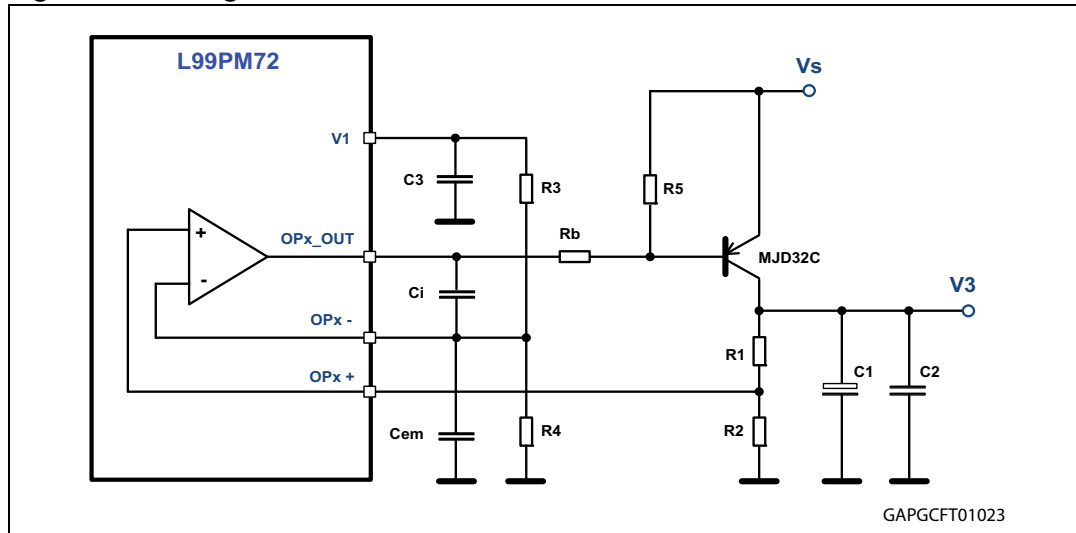 L99PM72
Vs
V1
C3
R3
R5
Rb
OPx_OUT
MJD32C
+
-
Ci
V3
OPx -
R1
C1
C2
OPx +
Cem
R4
R2
GAPGCFT01023